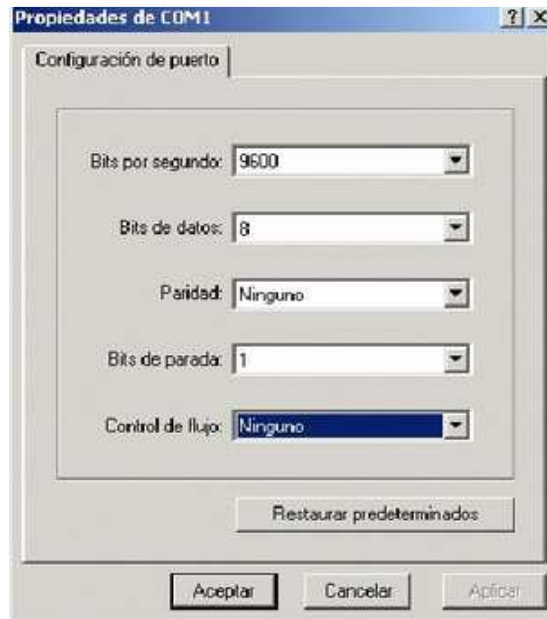 Propiedades de COM1
Configuración de puerto
Bits por segundo: 9600
Bits de datos: 8
Paridad: Ninguno
Bits de parada: 1
Control de flujo: Ninguno
Restaurar predeterminados
Aceptar Cancelar Aplicar